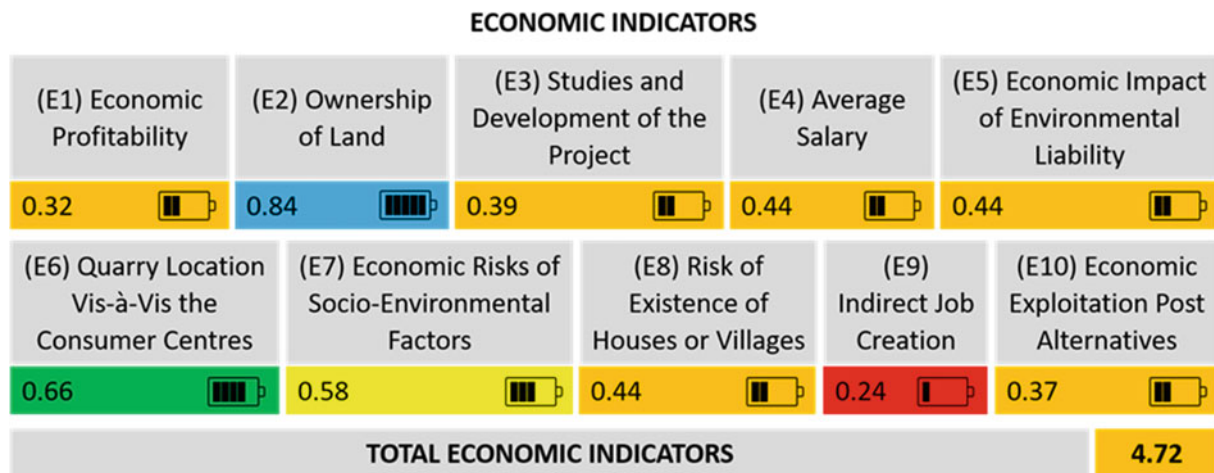 ECONOMIC INDICATORS
(E1) Economic
Profitability
(E2) Ownership
of Land
(E3) Studies and
Development of the
Project
(E4) Average
Salary
(E5) Economic Impact
of Environmental
Liability
0.32
0.84
0.39
0.44
0.44
(E6) Quarry Location
Vis-à-Vis the
Consumer Centres
(E7) Economic Risks of
Socio-Environmental
Factors
(E8) Risk of
Existence of
Houses or Villages
(E9)
Indirect Job
Creation
(E10) Economic
Exploitation Post
Alternatives
0.66
0.58
0.44
0.24
0.37
TOTAL ECONOMIC INDICATORS
4.72